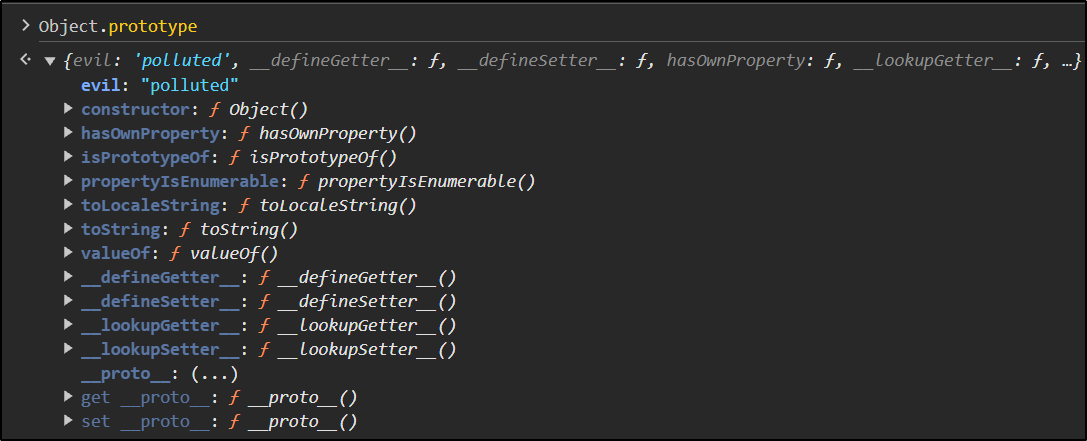 Object.prototype
{evil: 'polluted', __defineGetter__: ƒ, __defineSetter__: ƒ, hasOwnProperty: ƒ, __lookupGetter__: ƒ, …}
evil: "polluted"
constructor: ƒ Object()
hasOwnProperty: ƒ hasOwnProperty()
isPrototypeOf: ƒ isPrototypeOf()
propertyIsEnumerable: ƒ propertyIsEnumerable()
toLocaleString: ƒ toLocaleString()
toString: ƒ toString()
valueOf: ƒ valueOf()
__defineGetter__: ƒ __defineGetter__()
__defineSetter__: ƒ __defineSetter__()
__lookupGetter__: ƒ __lookupGetter__()
__lookupSetter__: ƒ __lookupSetter__()
__proto__: (...)
get __proto__: ƒ __proto__()
set __proto__: ƒ __proto__()